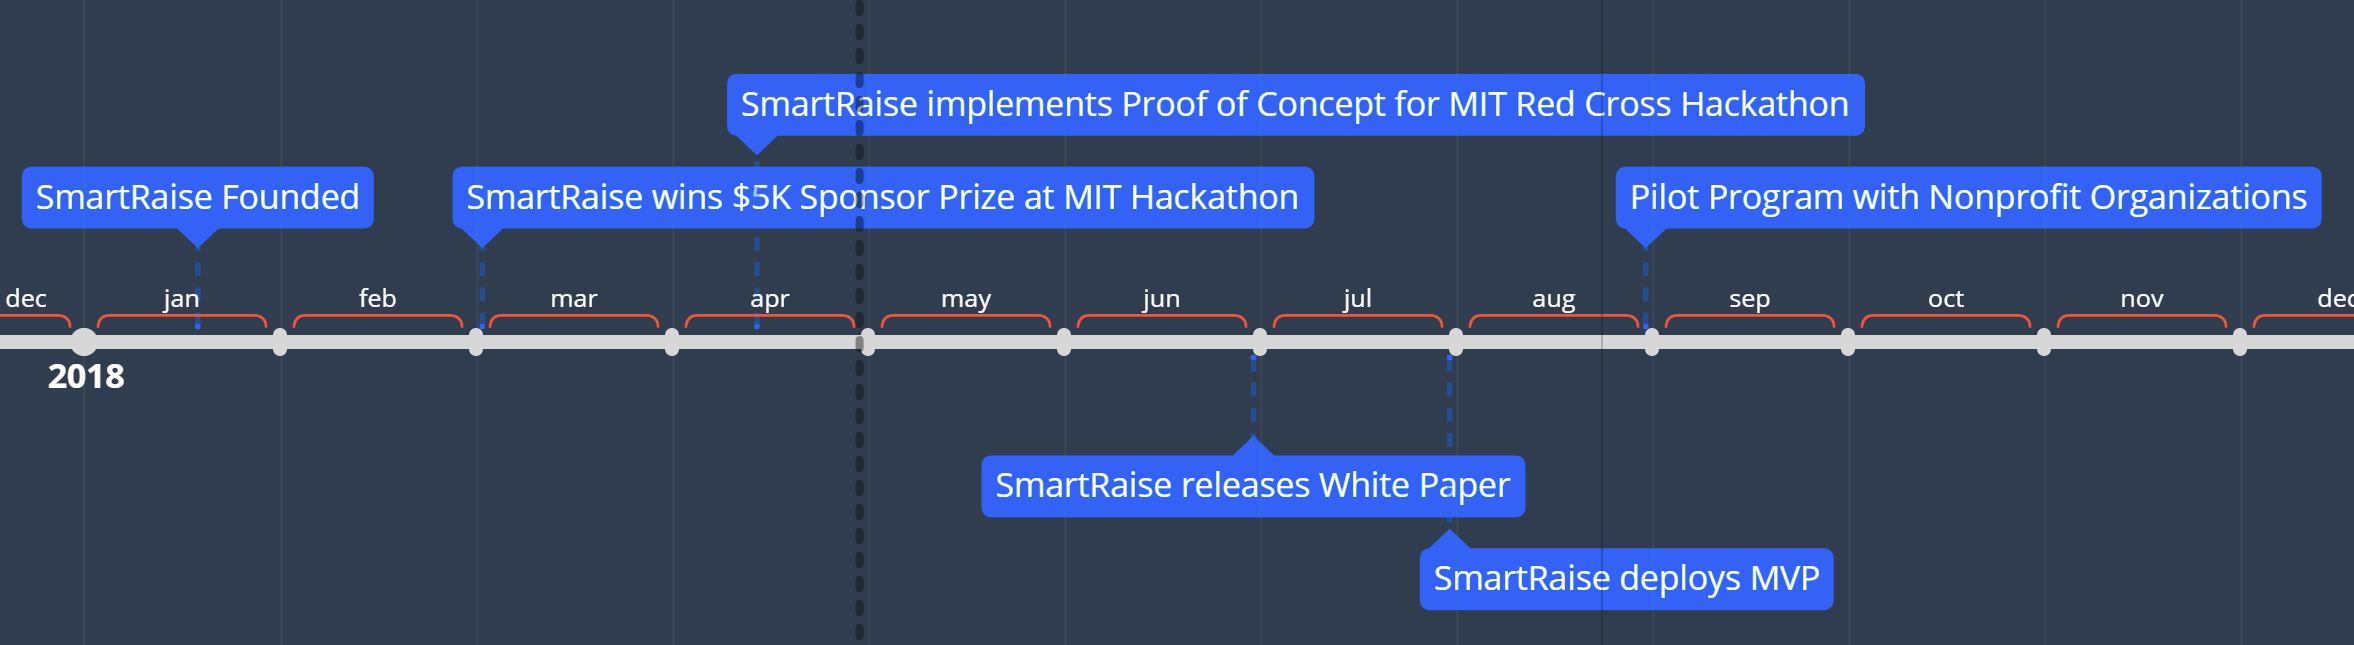 SmartRaise implements Proof of Concept for MIT Red Cross Hackathon
SmartRaise Founded
SmartRaise wins $5K Sponsor Prize at MIT Hackathon
Pilot Program with Nonprofit Organizations
dec jan feb mar apr may jun jul aug sep oct nov dec
2018
SmartRaise releases White Paper
SmartRaise deploys MVP